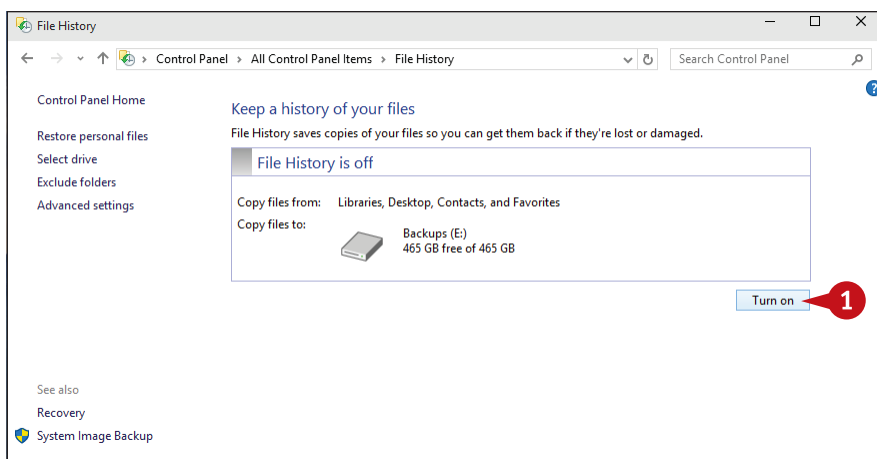 File History
Control Panel > All Control Panel Items > File History
Search Control Panel
?
Control Panel Home
Restore personal files
Select drive
Exclude folders
Advanced settings
Keep a history of your files
File History saves copies of your files so you can get them back if they're lost or damaged.
File History is off
Copy files from: Libraries, Desktop, Contacts, and Favorites
Copy files to:
Backups (E:)
465 GB free of 465 GB
Turn on
1
See also
Recovery
System Image Backup